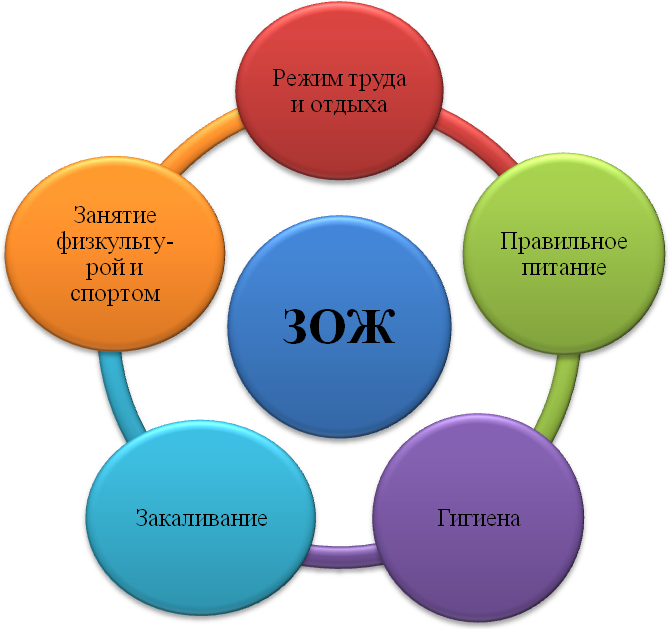 Режим труда
и отдыха
Правильное
питание
Гигиена
Закаливание
Занятие
физкульту-
рой и
спортом
ЗОЖ